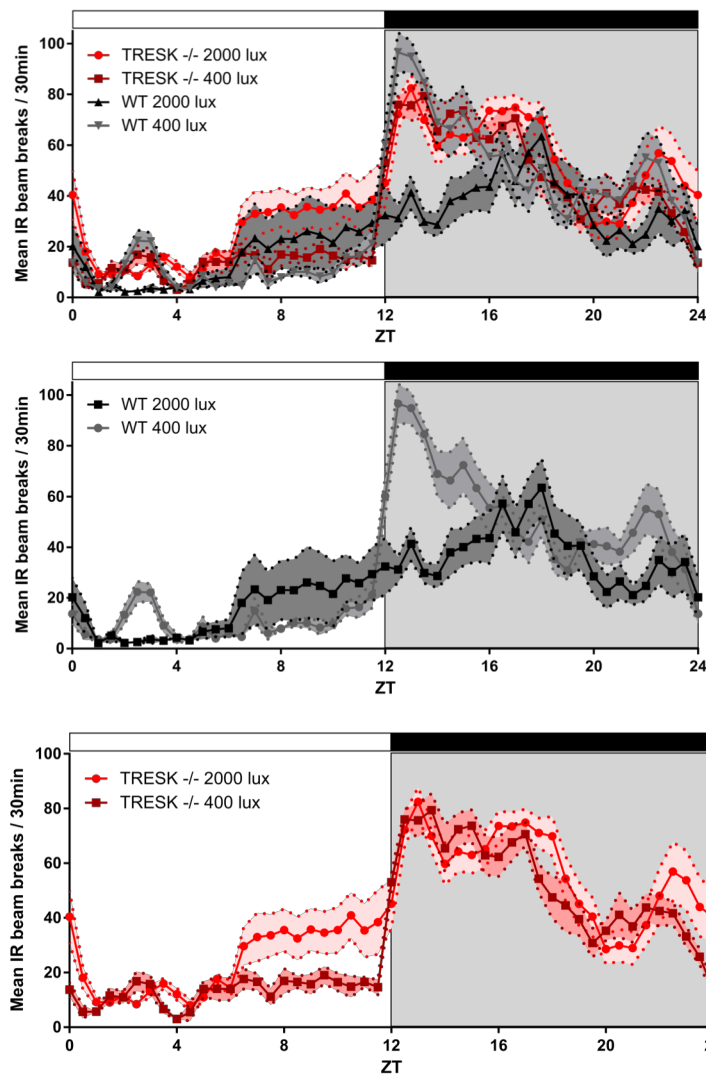 Mean IR beam breaks / 30min
100
80
60
40
20
0
TRESK -/- 2000 lux
TRESK -/- 400 lux
WT 2000 lux
WT 400 lux
0 4 8 12 16 20 24
ZT
Mean IR beam breaks / 30min
100
80
60
40
20
0
WT 2000 lux
WT 400 lux
0 4 8 12 16 20 24
ZT
Mean IR beam breaks / 30min
100
80
60
40
20
0
TRESK -/- 2000 lux
TRESK -/- 400 lux
0 4 8 12 16 20
ZT